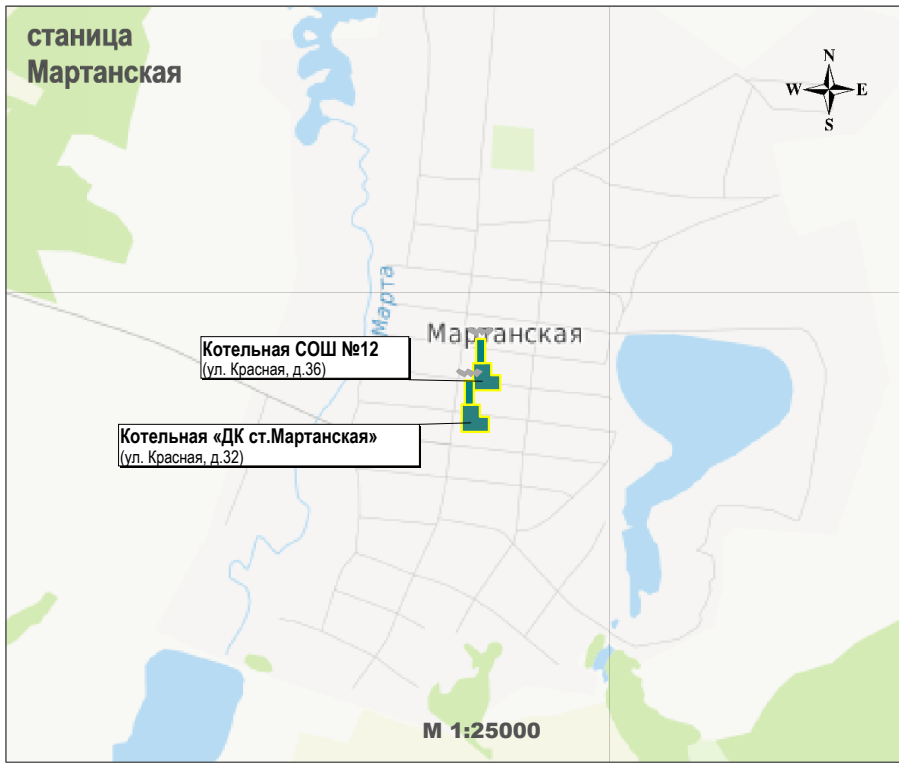 станица
Мартанская
N
W E
S
Марта
Мартанская
Котельная СОШ №12
(ул. Красная, д.36)
Котельная «ДК ст.Мартанская»
(ул. Красная, д.32)
М 1:25000